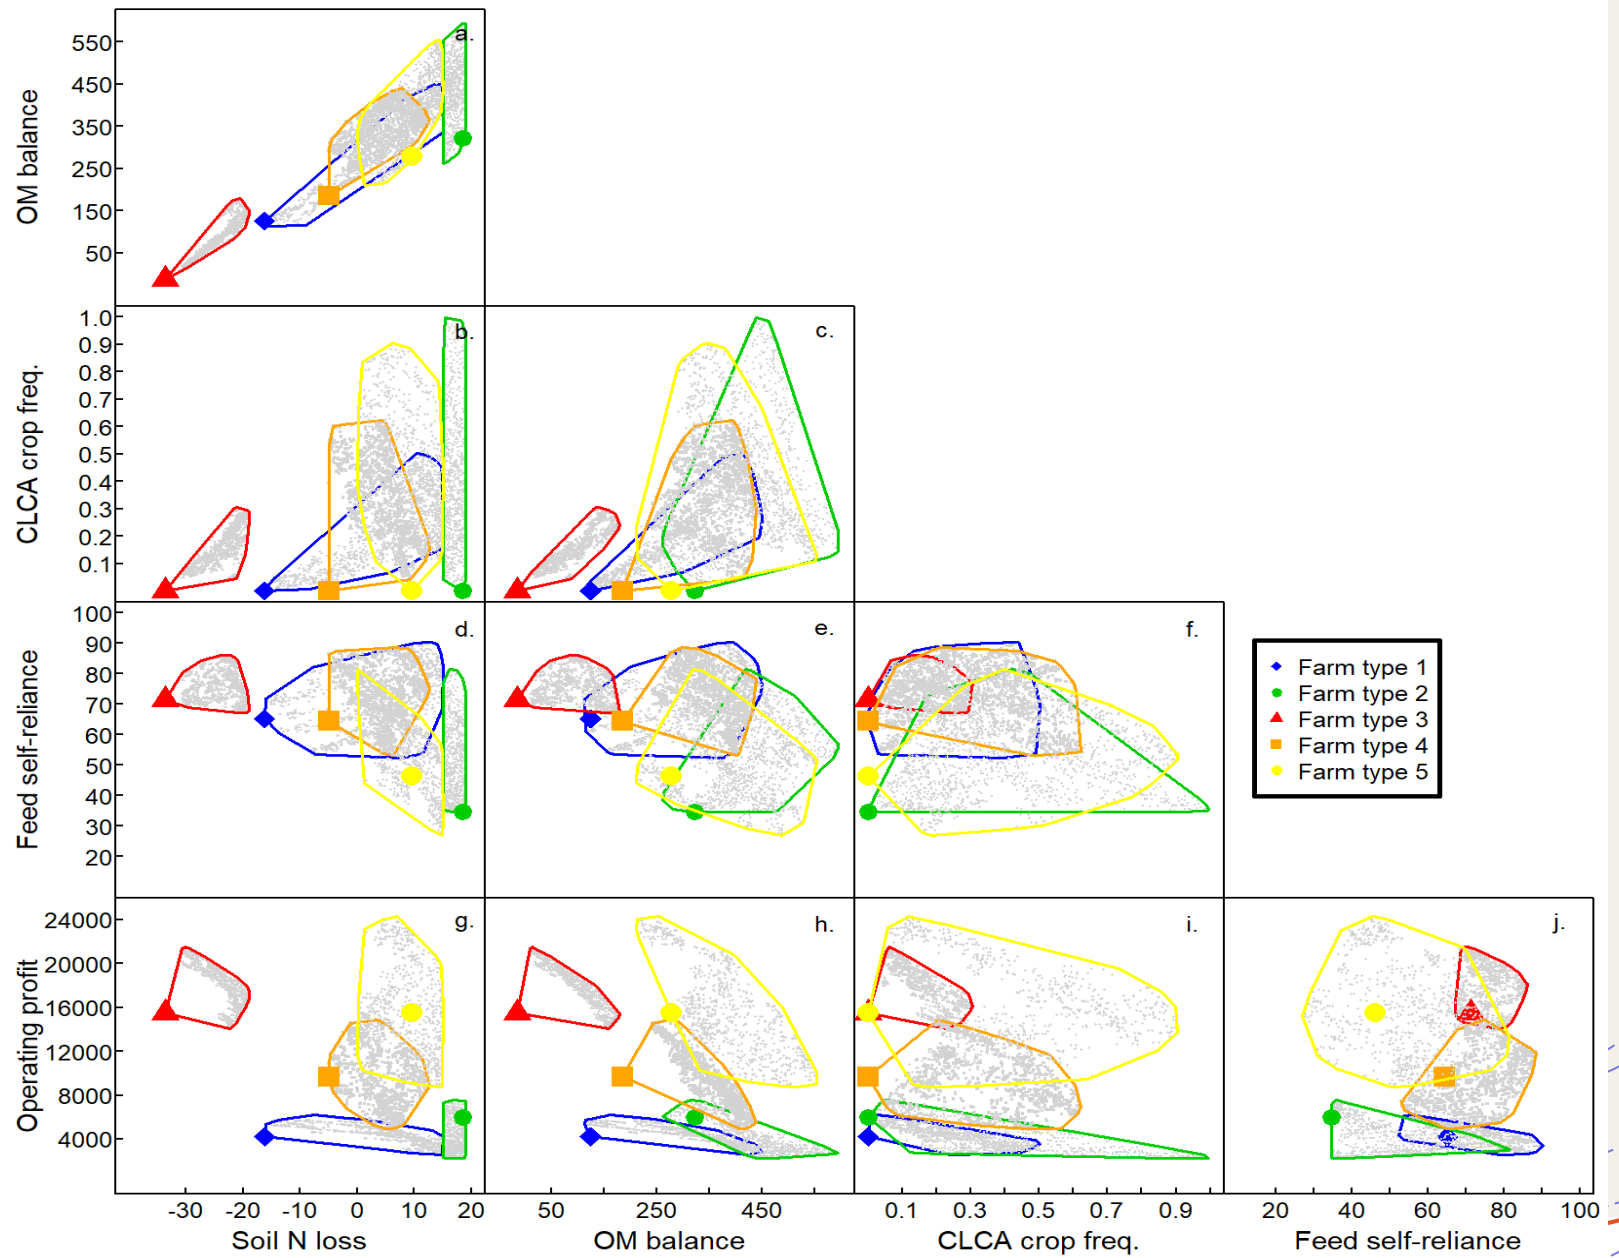 a.
550
450
350
250
150
50
OM balance
b.
c.
1.0
0.9
0.8
0.7
0.6
0.5
0.4
0.3
0.2
0.1
CLCA crop freq.
d.
e.
f.
100
90
80
70
60
50
40
30
20
Feed self-reliance
Farm type 1
Farm type 2
Farm type 3
Farm type 4
Farm type 5
g.
h.
i.
j.
24000
20000
16000
12000
8000
4000
Operating profit
-30 -20 -10 0 10 20 50 250 450 0.1 0.3 0.5 0.7 0.9 20 40 60 80 100
Soil N loss OM balance CLCA crop freq. Feed self-reliance